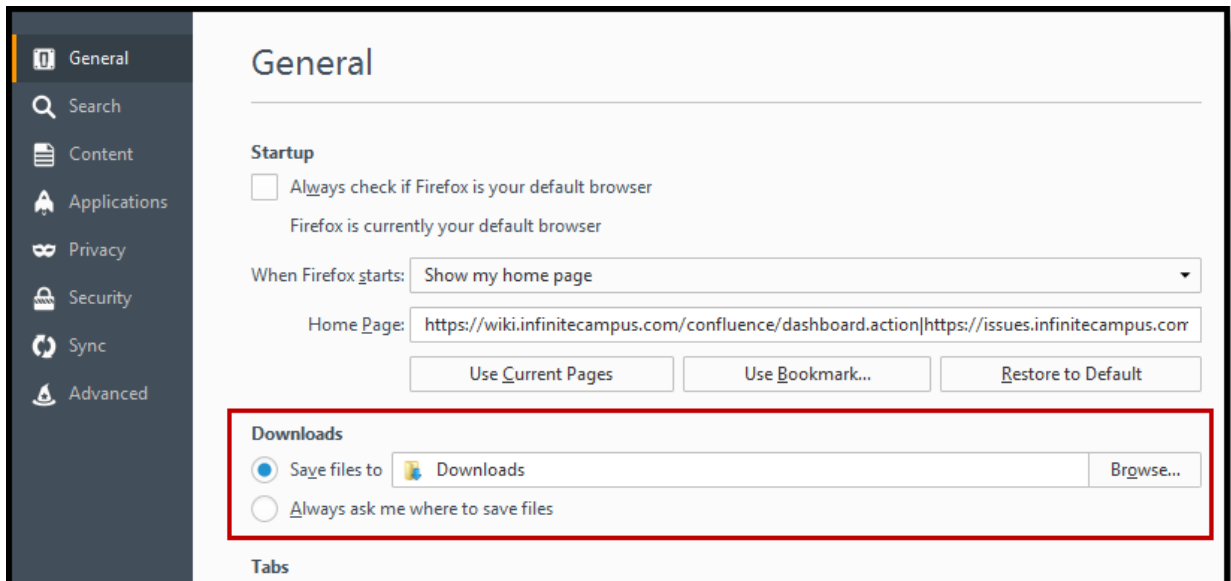 General
Search
Content
Applications
Privacy
Security
Sync
Advanced
General
Startup
Always check if Firefox is your default browser
Firefox is currently your default browser
When Firefox starts: Show my home page
Home Page: https://wiki.infinitecampus.com/confluence/dashboard.action|https://issues.infinitecampus.com
Use Current Pages Use Bookmark... Restore to Default
Downloads
Save files to Downloads Browse...
Always ask me where to save files
Tabs